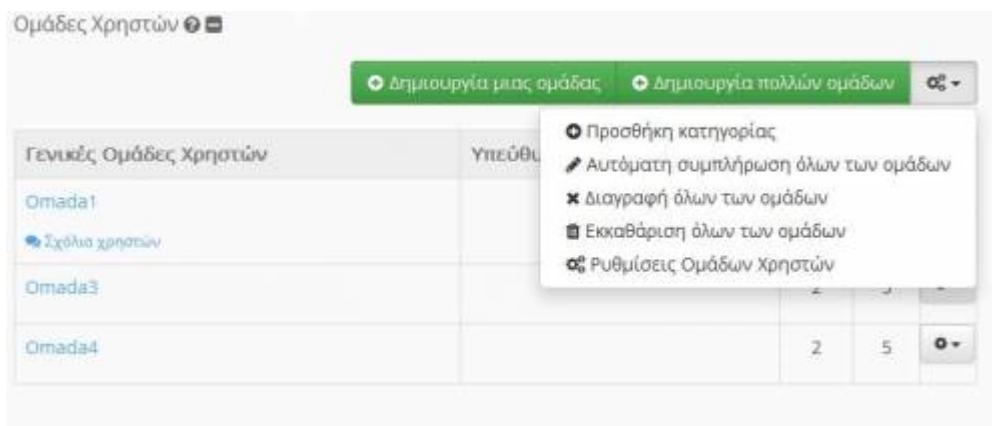 Ομάδες Χρηστών
Δημιουργία μιας ομάδας Δημιουργία πολλών ομάδων
Προσθήκη κατηγορίας
Αυτόματη συμπλήρωση όλων των ομάδων
Διαγραφή όλων των ομάδων
Εκκαθάριση όλων των ομάδων
Ρυθμίσεις Ομάδων Χρηστών
Γενικές Ομάδες Χρηστών Υπεύθυ
Omada1
Σχόλια χρηστών
Omada3
Omada4 2 5